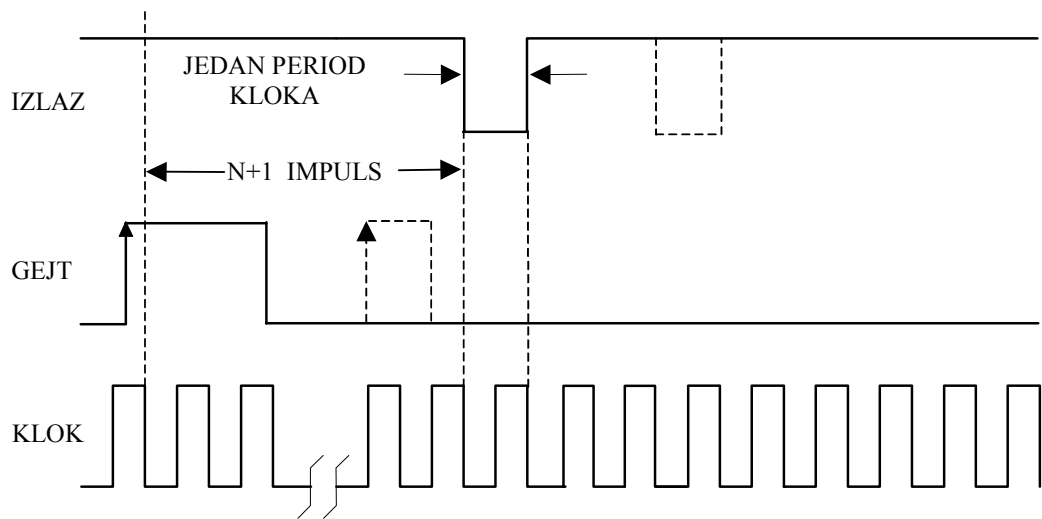 JEDAN PERIOD
KLOKA
IZLAZ
N+1 IMPULS
GEJT
KLOK